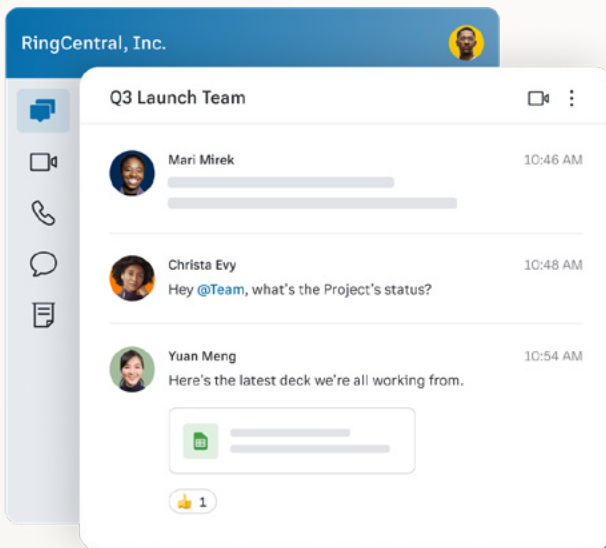 RingCentral, Inc.
Q3 Launch Team
Mari Mirek
10:46 AM
Christa Evy
10:48 AM
Hey @Team, what's the Project's status?
Yuan Meng
10:54 AM
Here's the latest deck we're all working from.
1